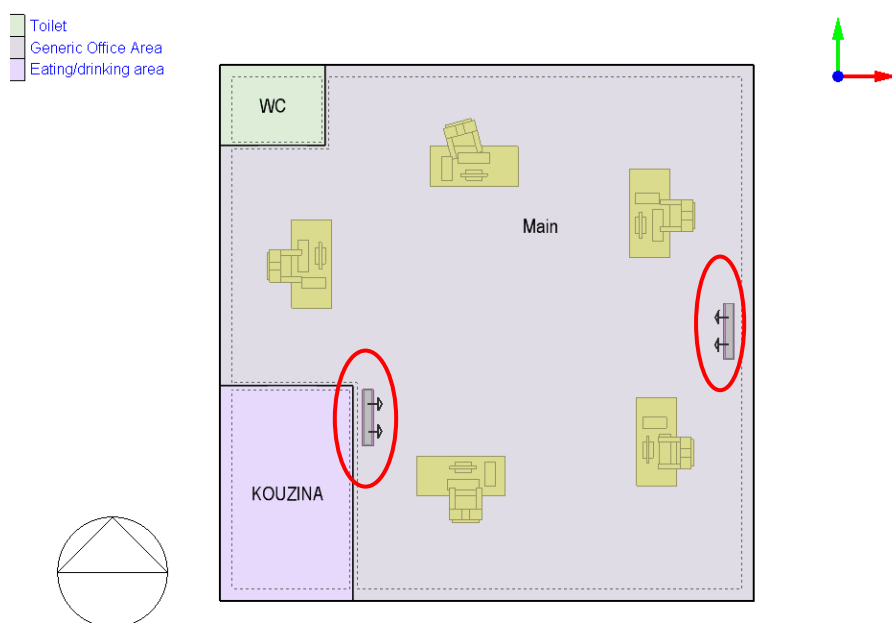 Toilet
Generic Office Area
Eating/drinking area
WC
Main
KOUZINA